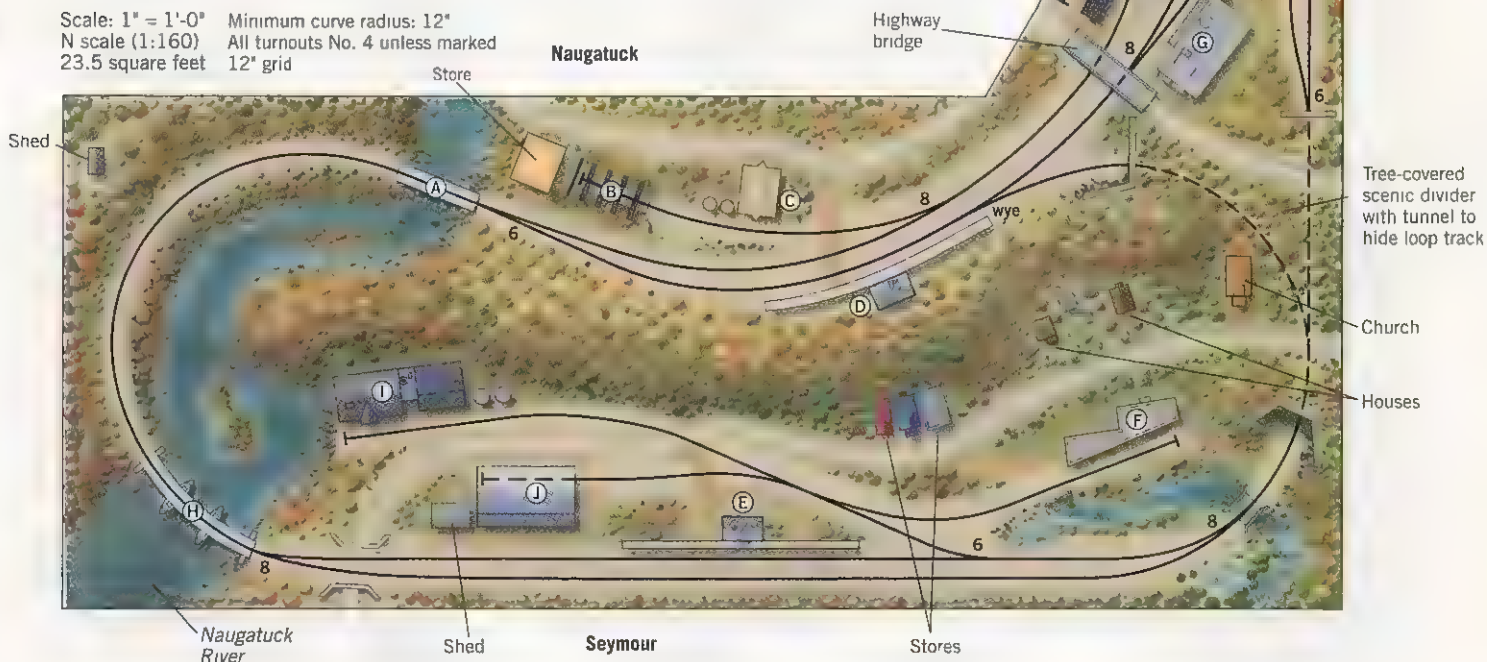 Scale: 1" = 1'-0"
N scale (1:160)
23.5 square feet
Minimum curve radius: 12"
All turnouts No. 4 unless marked
12" grid
Naugatuck
Highway
bridge
8
G
6
Store
Shed
A
B
C
8
wye
6
D
Tree-covered
scenic divider
with tunnel to
hide loop track
Church
Houses
I
F
J
E
H
8
6
8
Naugatuck
River
Shed
Seymour
Stores